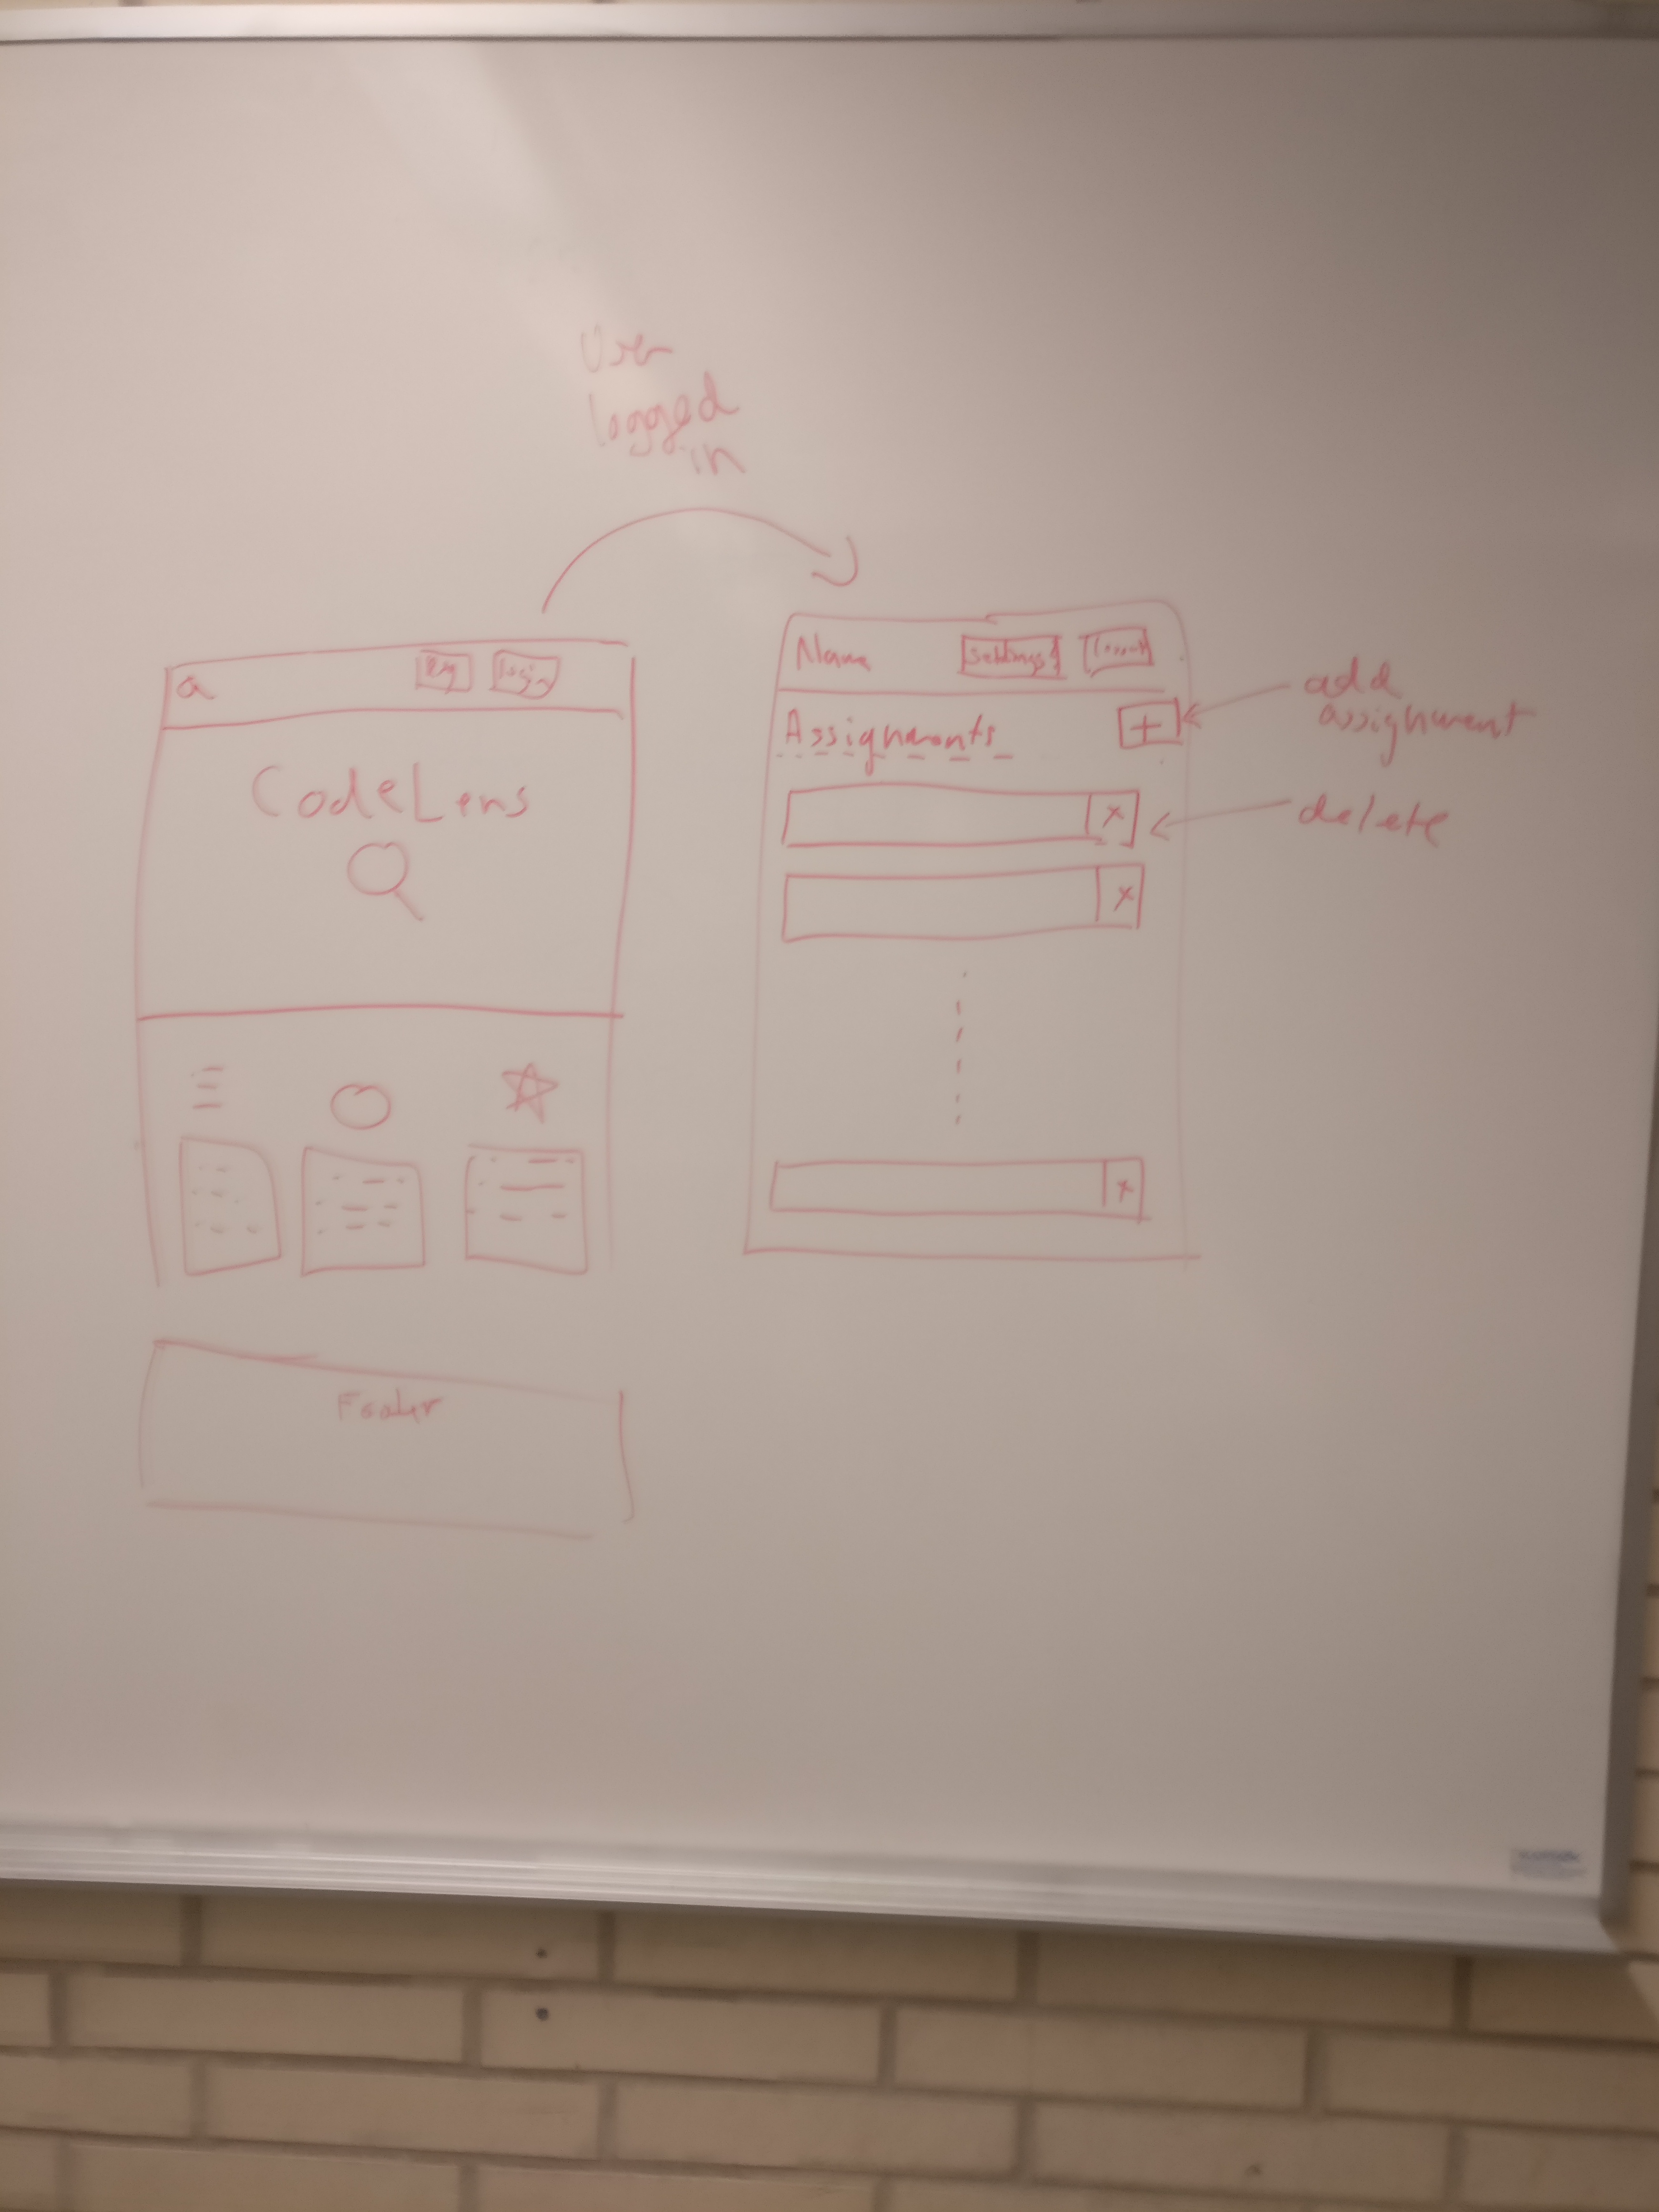 User
logged
in
a
Reg
login
CodeLens
Footer
Name
settings
logout
Assignments
+
x
x
x
add
assignment
delete